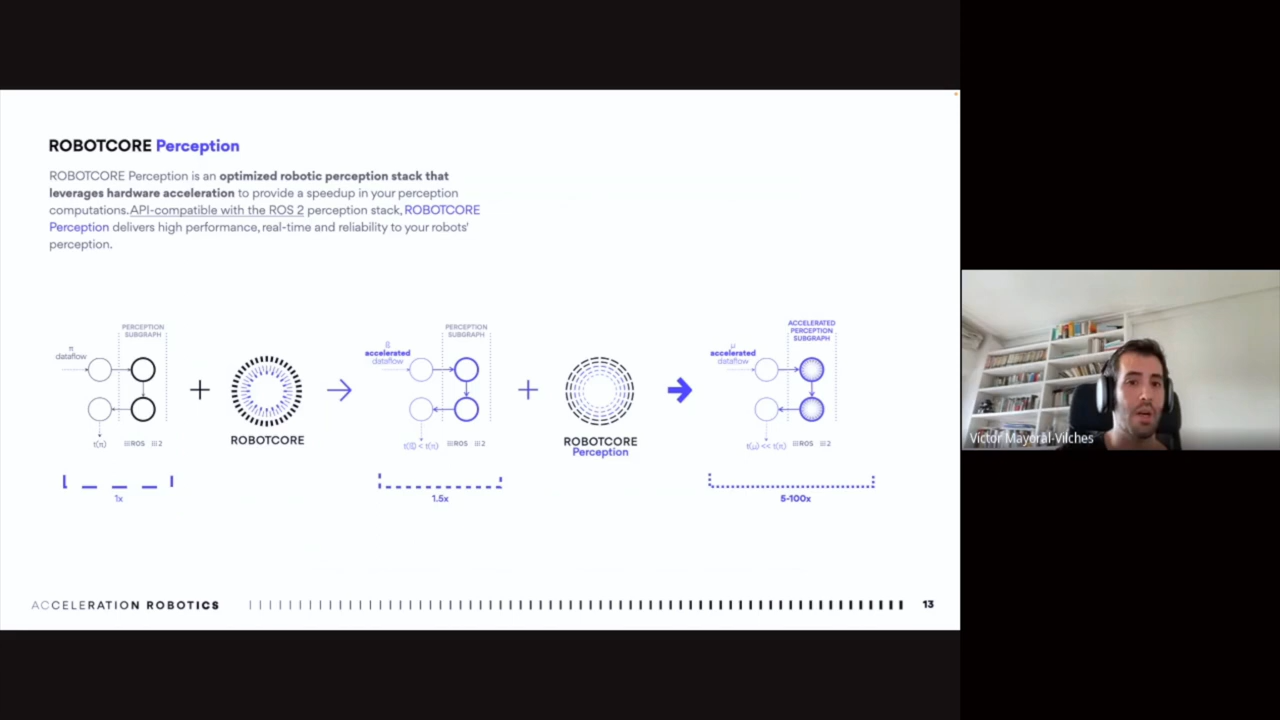 ROBOTCORE Perception
ROBOTCORE Perception is an optimized robotic perception stack that
leverages hardware acceleration to provide a speedup in your perception
computations. API-compatible with the ROS 2 perception stack, ROBOTCORE
Perception delivers high performance, real-time and reliability to your robots'
perception.
PERCEPTION
SUBGRAPH
π
dataflow
t(π)
ROS 2
1x
ROBOTCORE
PERCEPTION
SUBGRAPH
accelerated
dataflow
ROS 2
1.5x
ROBOTCORE
Perception
ACCELERATED
PERCEPTION
SUBGRAPH
μ
accelerated
dataflow
t(μ) << t(π)
ROS 2
5-100x
ACCELERATION ROBOTICS
13
Víctor Mayoral-Vilches